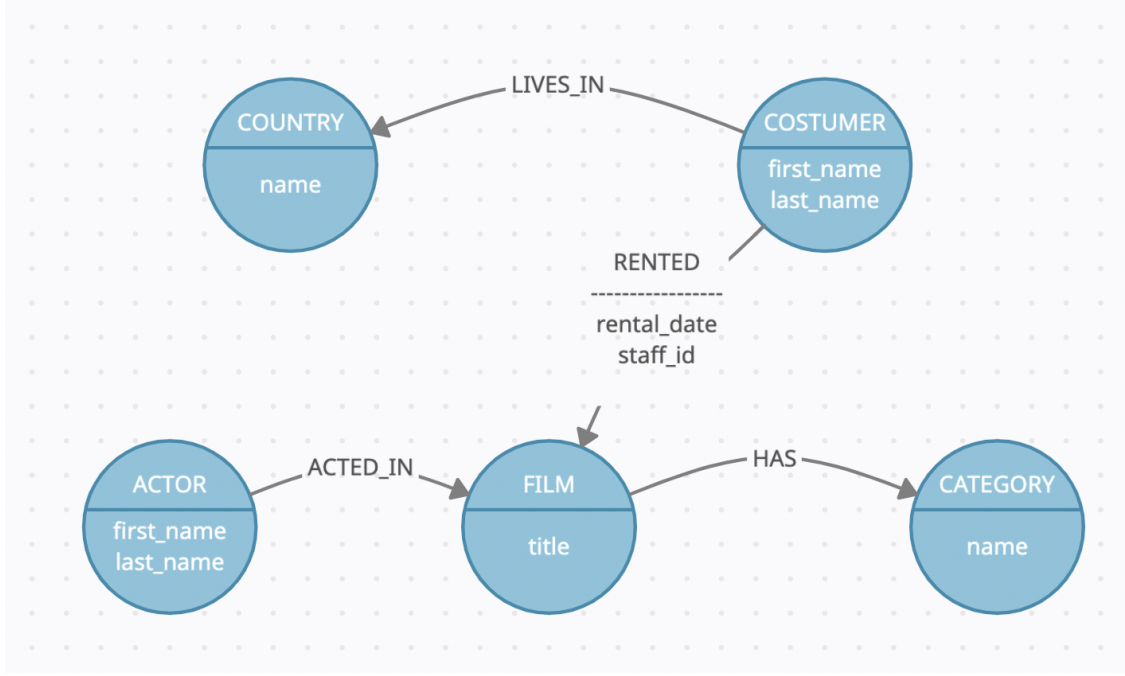 LIVES_IN
COUNTRY
name
COSTUMER
first_name
last_name
RENTED
-----------------
rental_date
staff_id
ACTOR
first_name
last_name
ACTED_IN
FILM
title
HAS
CATEGORY
name